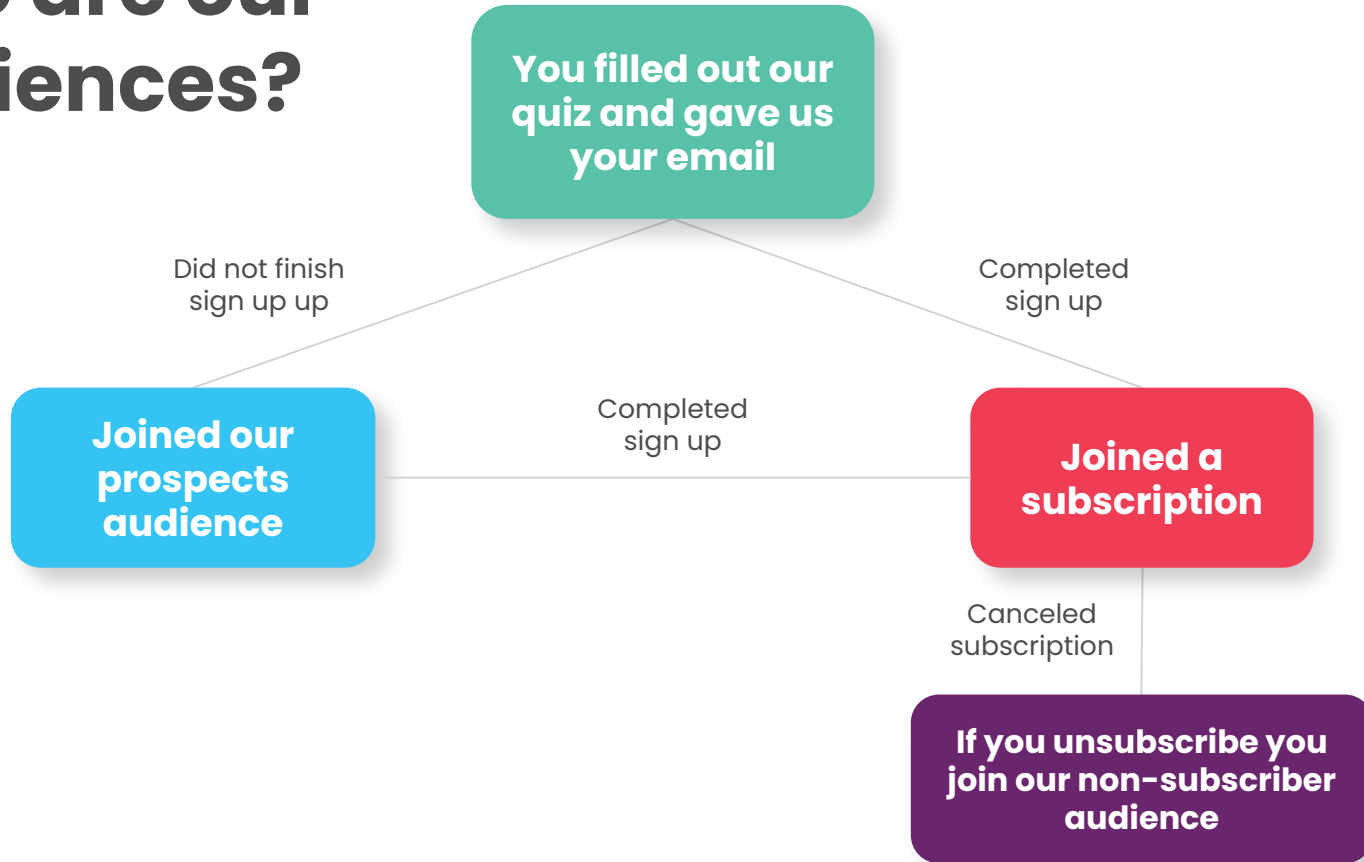 are our
iences?
You filled out our
quiz and gave us
your email
Did not finish
sign up up
Completed
sign up
Joined our
prospects
audience
Completed
sign up
Joined a
subscription
Canceled
subscription
If you unsubscribe you
join our non-subscriber
audience